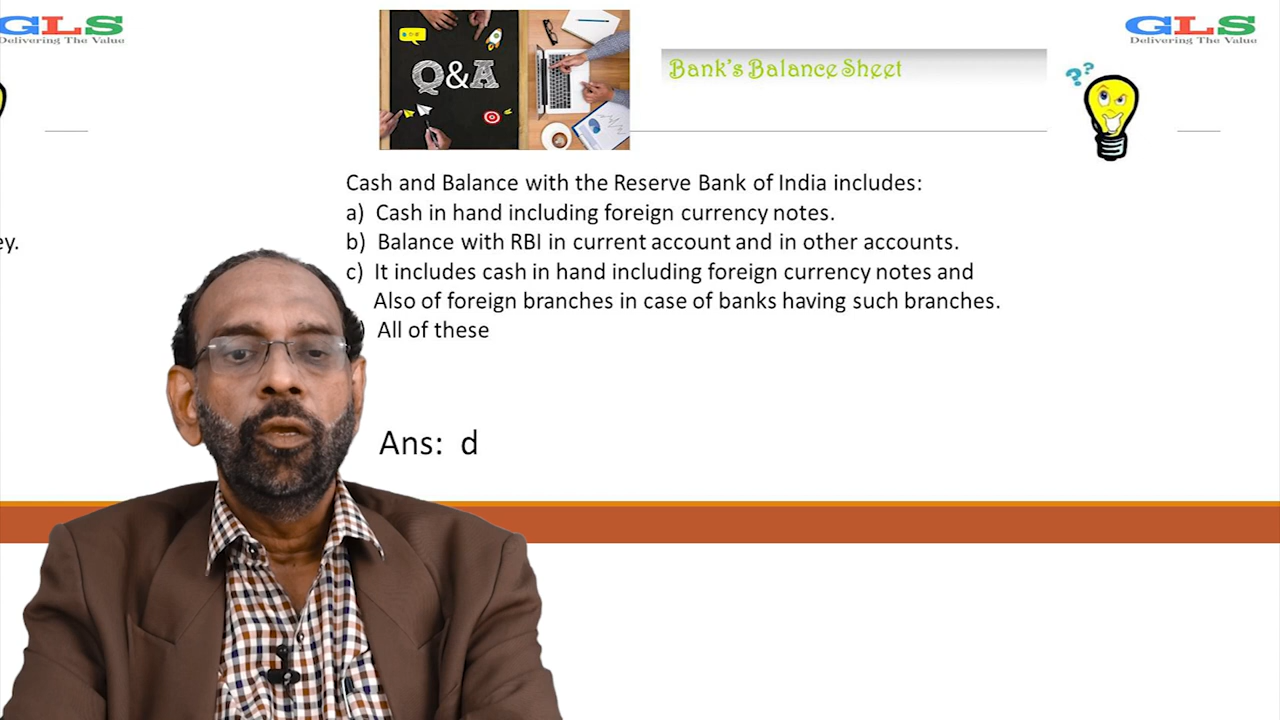 GLS
Delivering The Value
Q&A
Bank's Balance Sheet
GLS
Delivering The Value
??
Cash and Balance with the Reserve Bank of India includes:
a) Cash in hand including foreign currency notes.
b) Balance with RBI in current account and in other accounts.
ey.
c) It includes cash in hand including foreign currency notes and
Also of foreign branches in case of banks having such branches.
) All of these
Ans: d